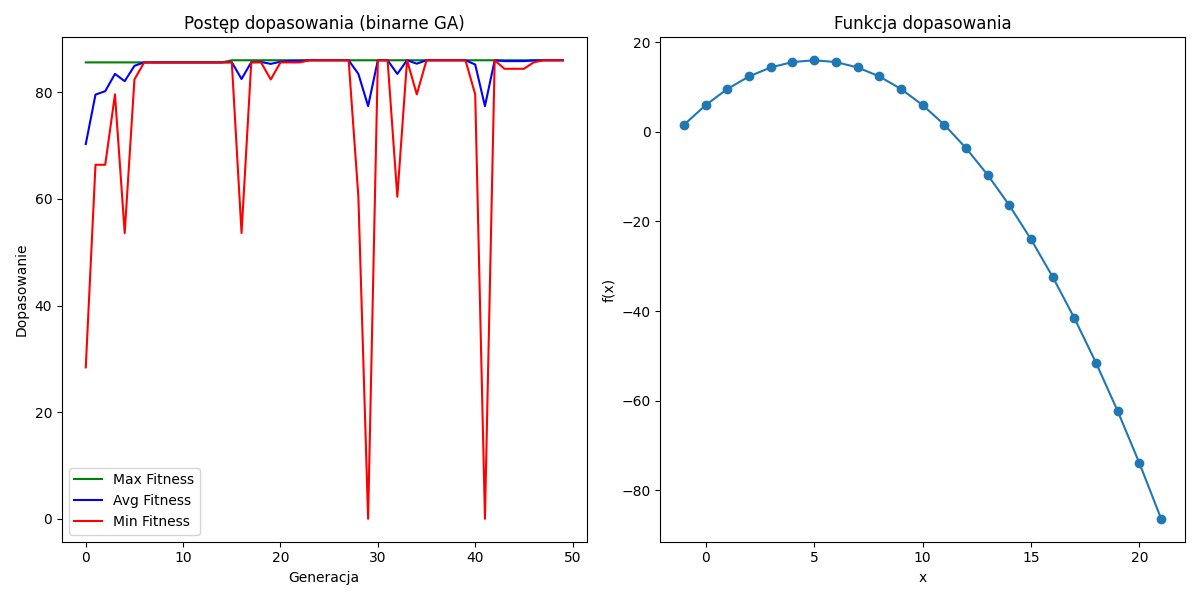 Postęp dopasowania (binarne GA)
Dopasowanie
80
60
40
20
0
Max Fitness
Avg Fitness
Min Fitness
0 10 20 30 40 50
Generacja
Funkcja dopasowania
f(x)
20
0
−20
−40
−60
−80
0 5 10 15 20
x